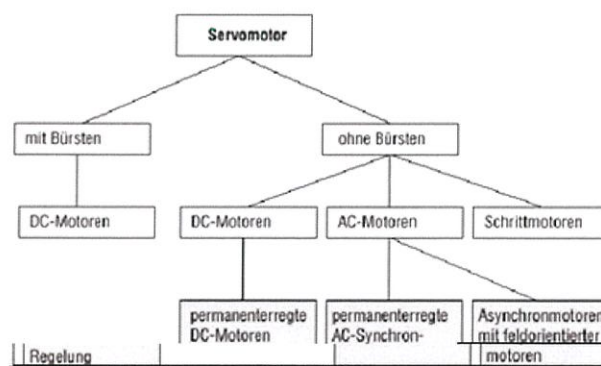 Servomotor
mit Bürsten
ohne Bürsten
DC-Motoren
DC-Motoren
AC-Motoren
Schrittmotoren
permanenterregte
DC-Motoren
permanenterregte
AC-Synchron-
Asynchronmotoren
mit feldorientierter
Regelung
motoren